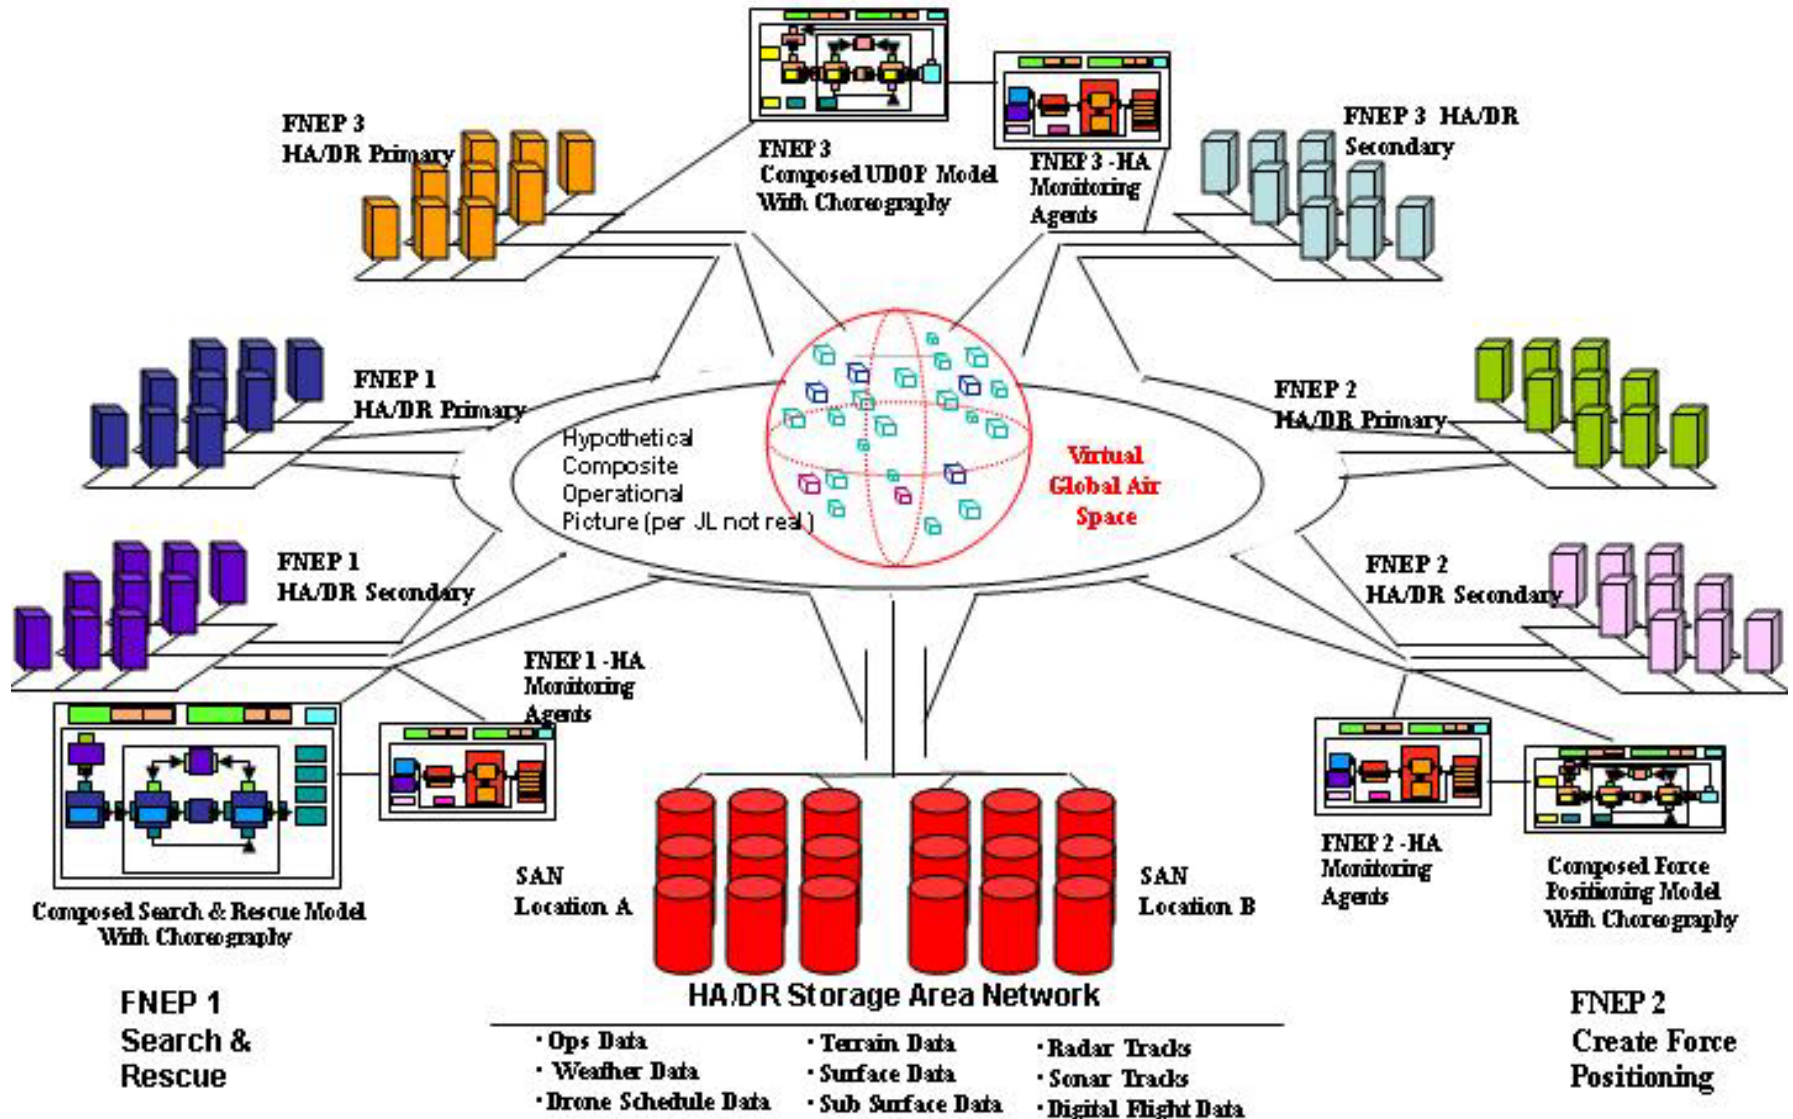 FNEP 3
HA/DR Primary
FNEP 3
Composed UDOP Model
With Choreography
FNEP 3 -HA
Monitoring
Agents
FNEP 3 HA/DR
Secondary
FNEP 1
HA/DR Primary
Hypothetical
Composite
Operational
Picture (per JL not real )
Virtual
Global Air
Space
FNEP 2
HA/DR Primary
FNEP 1
HA/DR Secondary
FNEP 2
HA/DR Secondary
FNEP 1 -HA
Monitoring
Agents
Composed Search & Rescue Model
With Choreography
SAN
Location A
SAN
Location B
FNEP 2 -HA
Monitoring
Agents
Composed Force
Positioning Model
With Choreography
FNEP 1
Search &
Rescue
HA/DR Storage Area Network
· Ops Data
· Weather Data
· Drone Schedule Data
· Terrain Data
· Surface Data
· Sub Surface Data
· Radar Tracks
· Sonar Tracks
· Digital Flight Data
FNEP 2
Create Force
Positioning